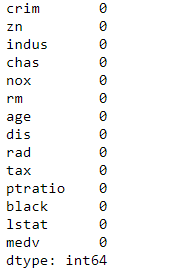 crim 0
zn 0
indus 0
chas 0
nox 0
rm 0
age 0
dis 0
rad 0
tax 0
ptratio 0
black 0
lstat 0
medv 0
dtype: int64